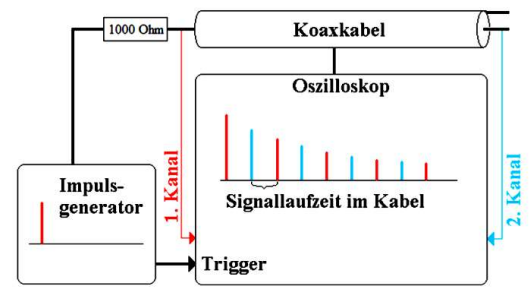 1000 Ohm
Koaxkabel
Oszilloskop
1. Kanal
Signallaufzeit im Kabel
2. Kanal
Impuls-
generator
Trigger